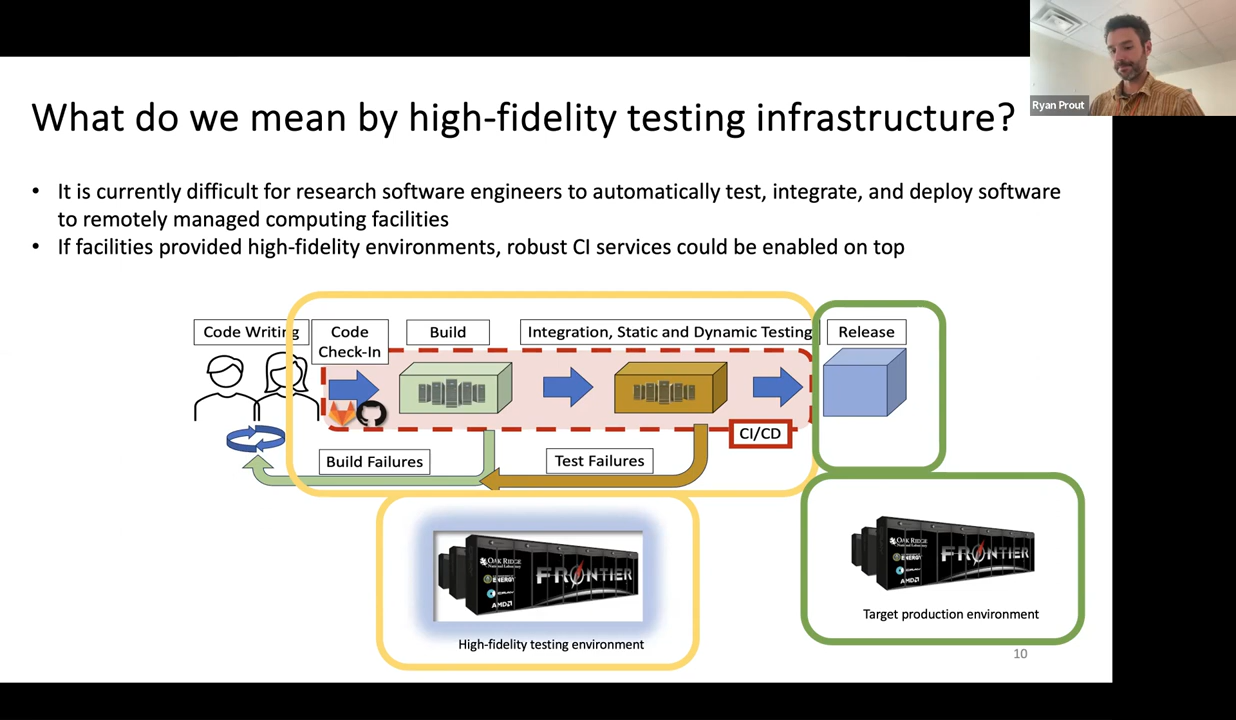 Ryan Prout
What do we mean by high-fidelity testing infrastructure?
• It is currently difficult for research software engineers to automatically test, integrate, and deploy software
to remotely managed computing facilities
• If facilities provided high-fidelity environments, robust CI services could be enabled on top
Code Writing
Code
Check-In
Build
Integration, Static and Dynamic Testing
Release
CI/CD
Build Failures
Test Failures
OAK RIDGE
National Laboratory
ENERGY
AMD
FRONTIER
High-fidelity testing environment
OAK RIDGE
National Laboratory
ENERGY
AMD
FRONTIER
Target production environment
10